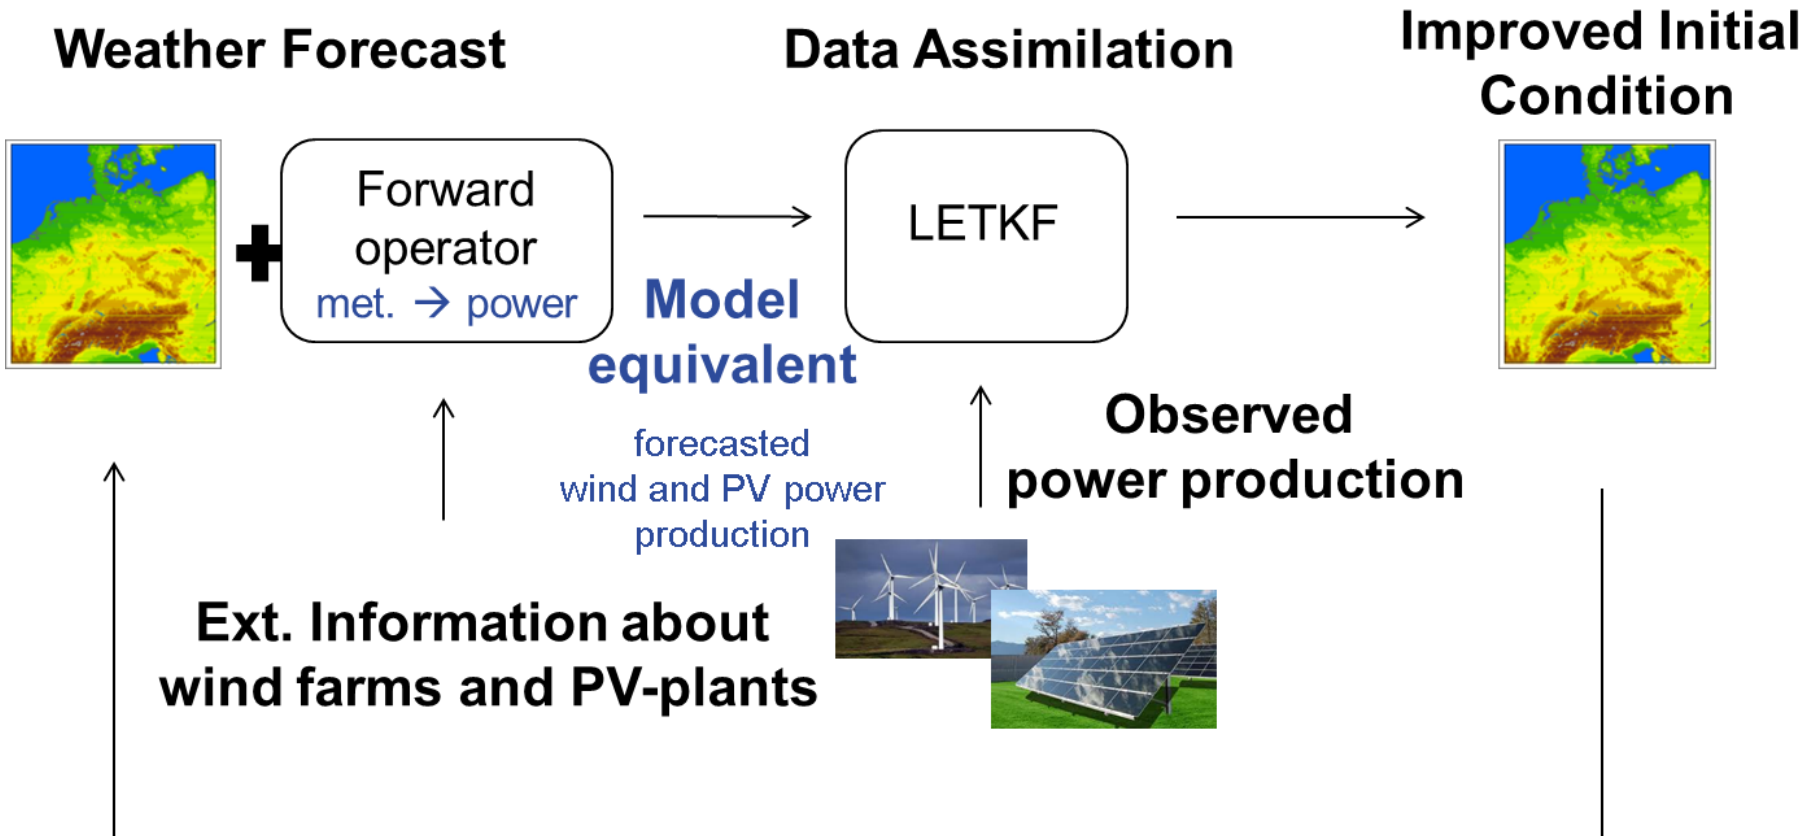 Weather Forecast
Data Assimilation
Improved Initial
Condition
Forward
operator
met. → power
LETKF
Model
equivalent
forecasted
wind and PV power
production
Observed
power production
Ext. Information about
wind farms and PV-plants